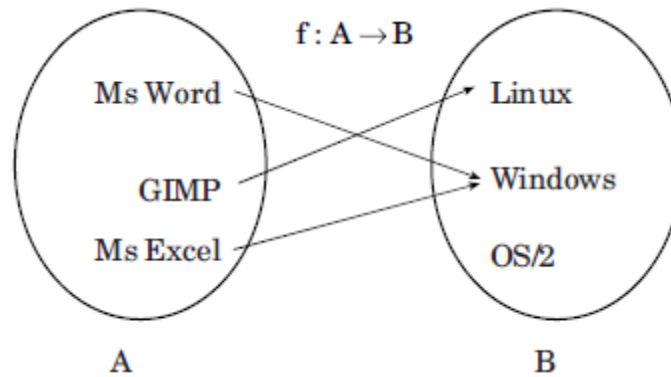 f : A → B
Ms Word
GIMP
Ms Excel
Linux
Windows
OS/2
A
B